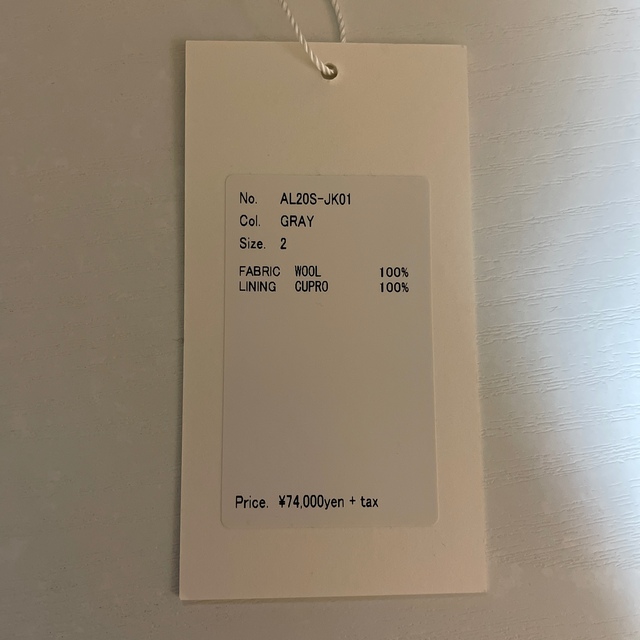 No. AL20S-JK01
Col. GRAY
Size. 2
FABRIC WOOL 100%
LINING CUPRO 100%
Price. ¥74,000yen + tax